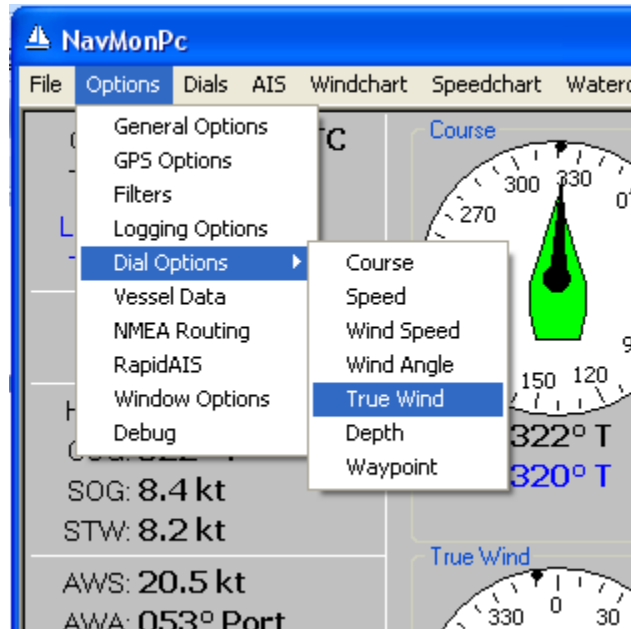 NavMonPc
File Options Dials AIS Windchart Speedchart
General Options
GPS Options
Filters
Logging Options
Dial Options
Vessel Data
NMEA Routing
RapidAIS
Window Options
Debug
Course
Speed
Wind Speed
Wind Angle
True Wind
Depth
Waypoint
Course
300 330
270
150 120
322° T
320° T
SOG: 8.4 kt
STW: 8.2 kt
AWS: 20.5 kt
AWA: 053° Port
True Wind
330 0 30